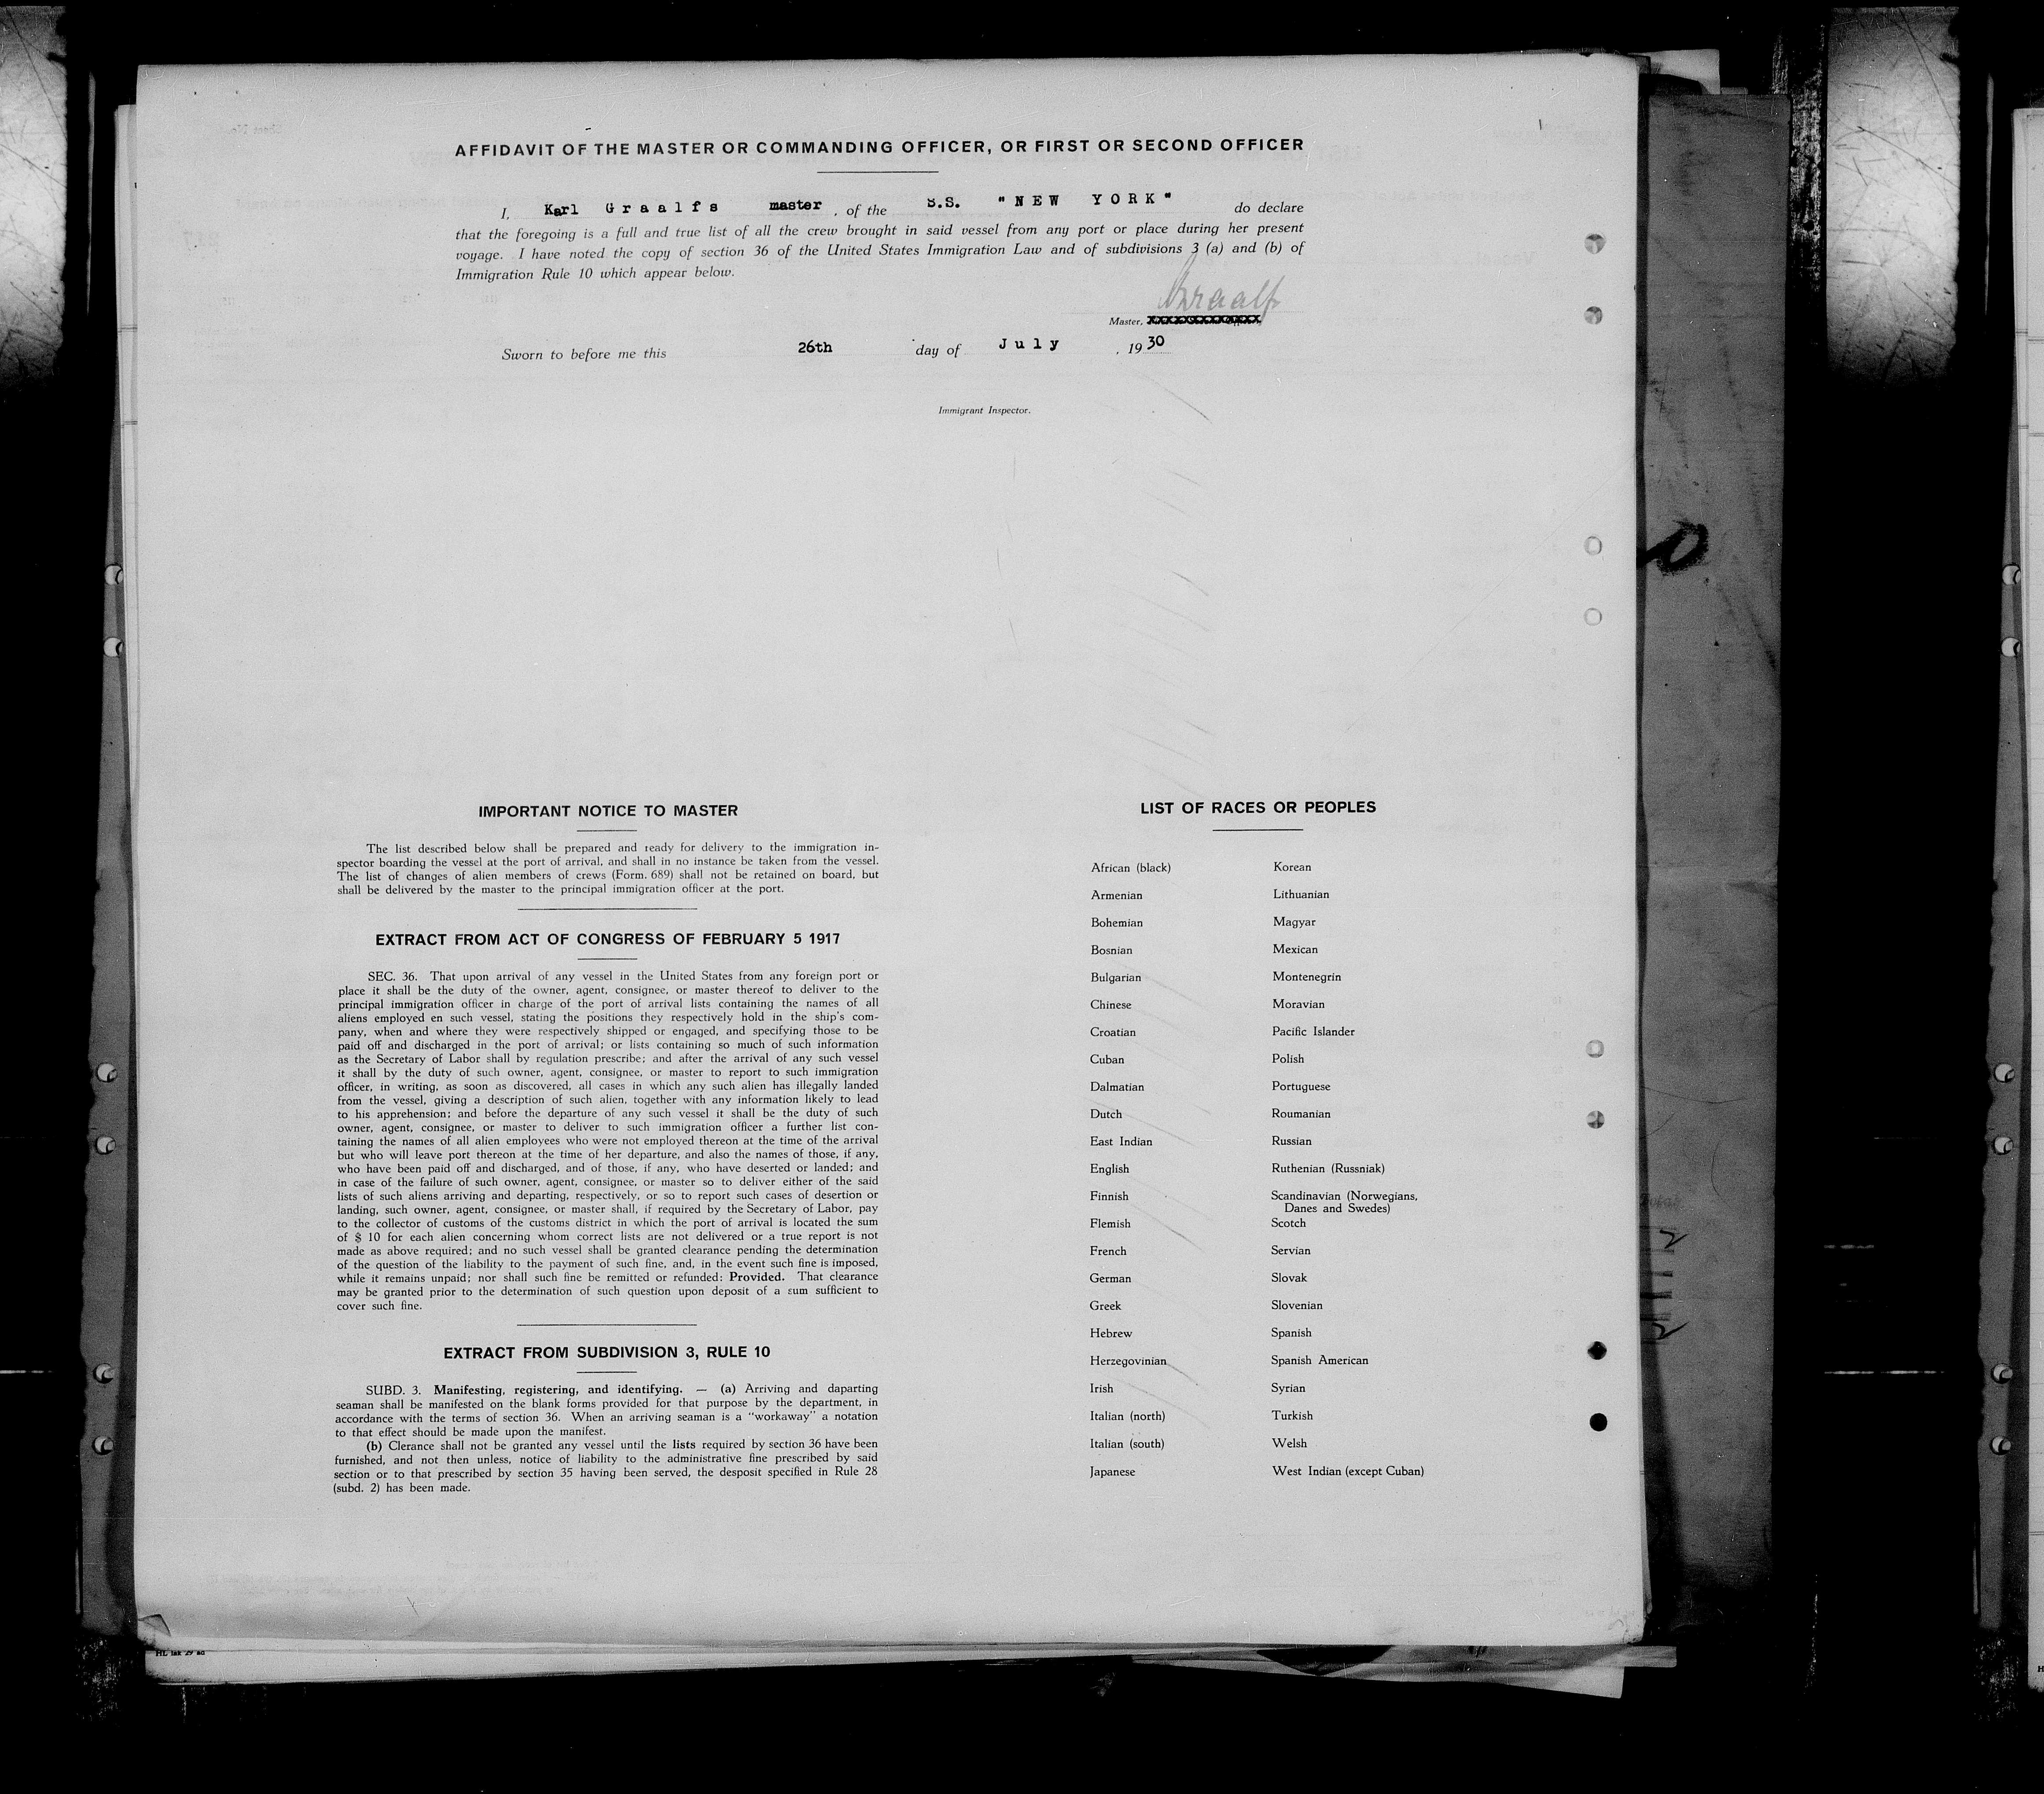 AFFIDAVIT OF THE MASTER OR COMMANDING OFFICER, OR FIRST OR SECOND OFFICER
I, Karl Graalfs master, of the S.S. "NEW YORK" do declare
that the foregoing is a full and true list of all the crew brought in said vessel from any port or place during her present
voyage. I have noted the copy of section 36 of the United States Immigration Law and of subdivisions 3 (a) and (b) of
Immigration Rule 10 which appear below.
Graalfs
Master,
Sworn to before me this 26th day of July, 1930
Immigrant Inspector.
IMPORTANT NOTICE TO MASTER
The list described below shall be prepared and ready for delivery to the immigration in-
spector boarding the vessel at the port of arrival, and shall in no instance be taken from the vessel.
The list of changes of alien members of crews (Form. 689) shall not be retained on board, but
shall be delivered by the master to the principal immigration officer at the port.
EXTRACT FROM ACT OF CONGRESS OF FEBRUARY 5 1917
SEC. 36. That upon arrival of any vessel in the United States from any foreign port or
place it shall be the duty of the owner, agent, consignee, or master thereof to deliver to the
principal immigration officer in charge of the port of arrival lists containing the names of all
aliens employed en such vessel, stating the positions they respectively hold in the ship's com-
pany, when and where they were respectively shipped or engaged, and specifying those to be
paid off and discharged in the port of arrival; or lists containing so much of such information
as the Secretary of Labor shall by regulation prescribe; and after the arrival of any such vessel
it shall by the duty of such owner, agent, consignee, or master to report to such immigration
officer, in writing, as soon as discovered, all cases in which any such alien has illegally landed
from the vessel, giving a description of such alien, together with any information likely to lead
to his apprehension; and before the departure of any such vessel it shall be the duty of such
owner, agent, consignee, or master to deliver to such immigration officer a further list con-
taining the names of all alien employees who were not employed thereon at the time of the arrival
but who will leave port thereon at the time of her departure, and also the names of those, if any,
who have been paid off and discharged, and of those, if any, who have deserted or landed; and
in case of the failure of such owner, agent, consignee, or master so to deliver either of the said
lists of such aliens arriving and departing, respectively, or so to report such cases of desertion or
landing, such owner, agent, consignee, or master shall, if required by the Secretary of Labor, pay
to the collector of customs of the customs district in which the port of arrival is located the sum
of $ 10 for each alien concerning whom correct lists are not delivered or a true report is not
made as above required; and no such vessel shall be granted clearance pending the determination
of the question of the liability to the payment of such fine, and, in the event such fine is imposed,
while it remains unpaid; nor shall such fine be remitted or refunded: Provided. That clearance
may be granted prior to the determination of such question upon deposit of a sum sufficient to
cover such fine.
EXTRACT FROM SUBDIVISION 3, RULE 10
SUBD. 3. Manifesting, registering, and identifying. — (a) Arriving and daparting
seaman shall be manifested on the blank forms provided for that purpose by the department, in
accordance with the terms of section 36. When an arriving seaman is a "workaway" a notation
to that effect should be made upon the manifest.
(b) Clerance shall not be granted any vessel until the lists required by section 36 have been
furnished, and not then unless, notice of liability to the administrative fine prescribed by said
section or to that prescribed by section 35 having been served, the desposit specified in Rule 28
(subd. 2) has been made.
LIST OF RACES OR PEOPLES
African (black)
Armenian
Bohemian
Bosnian
Bulgarian
Chinese
Croatian
Cuban
Dalmatian
Dutch
East Indian
English
Finnish
Flemish
French
German
Greek
Hebrew
Herzegovinian
Irish
Italian (north)
Italian (south)
Japanese
Korean
Lithuanian
Magyar
Mexican
Montenegrin
Moravian
Pacific Islander
Polish
Portuguese
Roumanian
Russian
Ruthenian (Russniak)
Scandinavian (Norwegians,
Danes and Swedes)
Scotch
Servian
Slovak
Slovenian
Spanish
Spanish American
Syrian
Turkish
Welsh
West Indian (except Cuban)
Total